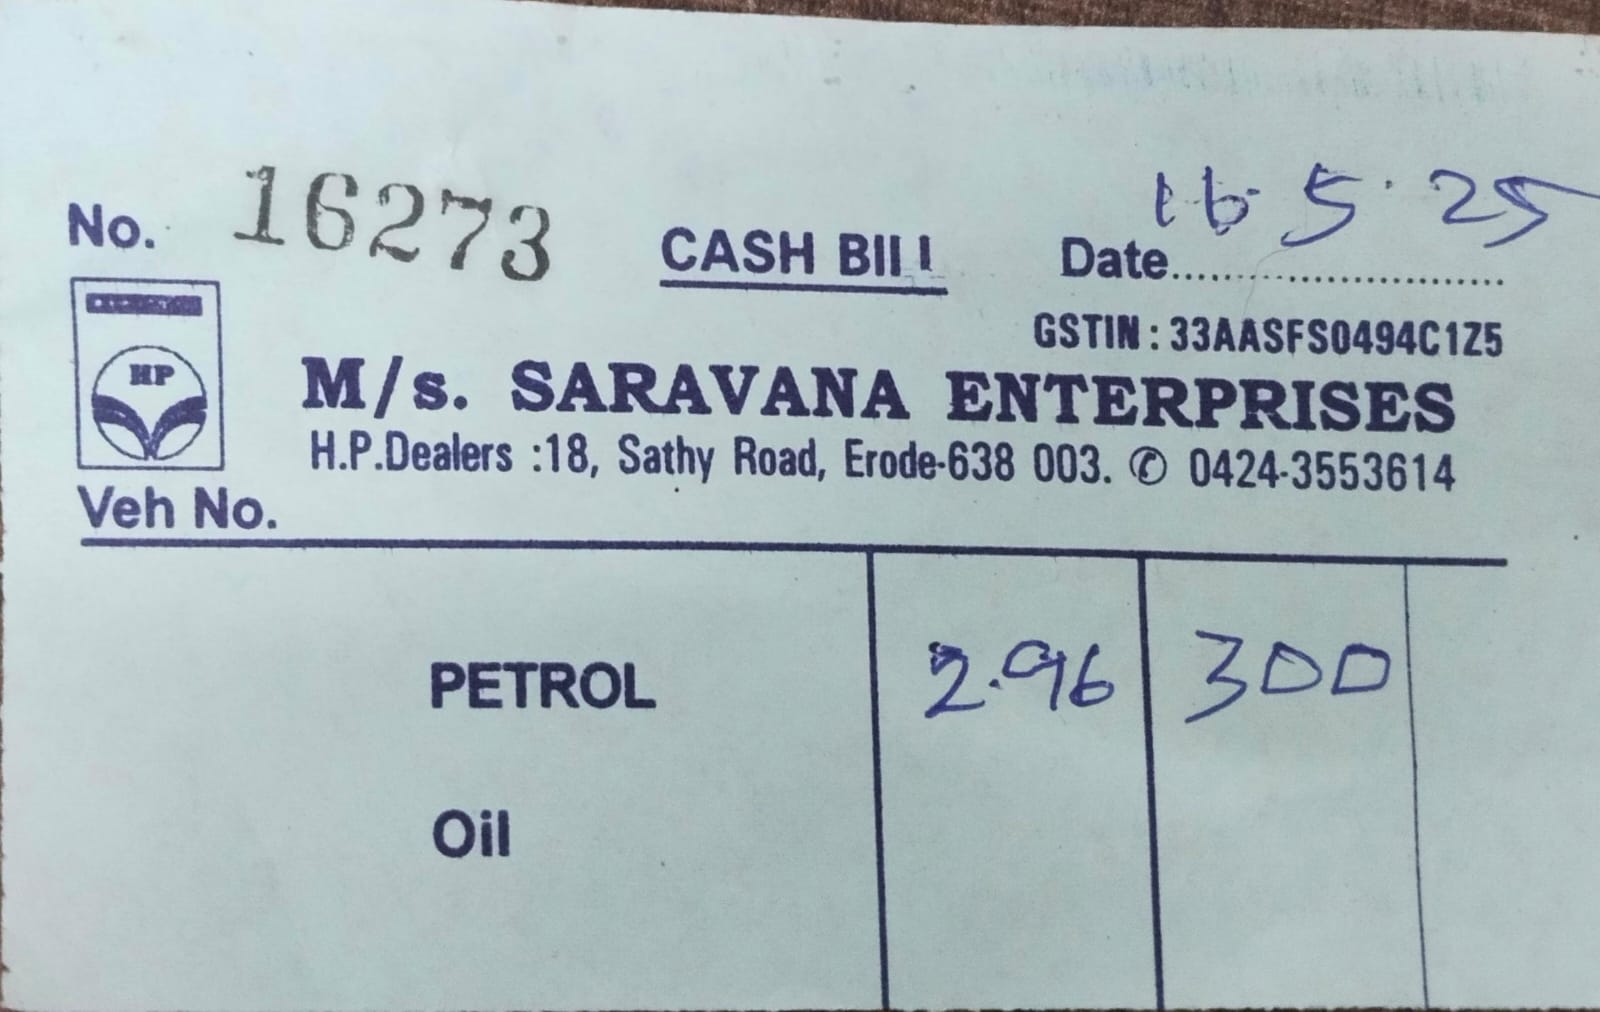 No. 16273
CASH BILL
Date 16.5.25
GSTIN : 33AASFS0494C1Z5
HP
M/s. SARAVANA ENTERPRISES
H.P.Dealers :18, Sathy Road, Erode-638 003. ✆ 0424-3553614
Veh No.
PETROL 2.96 300
Oil